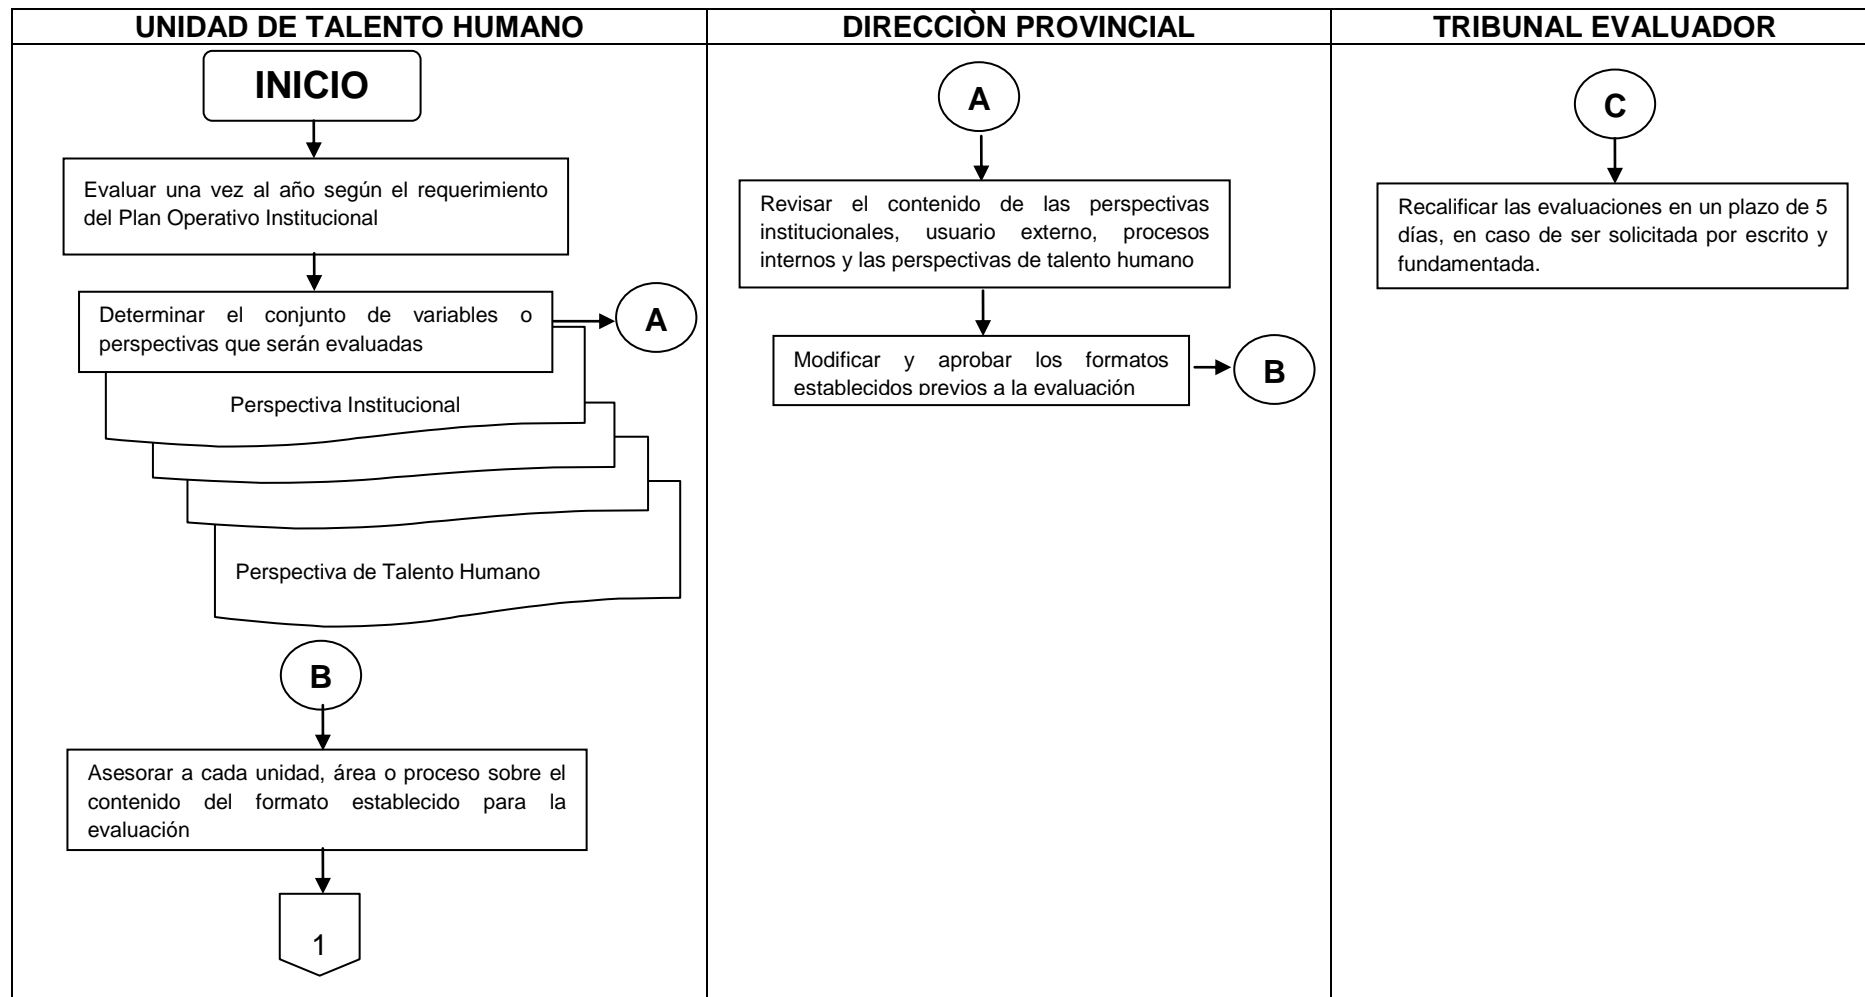 UNIDAD DE TALENTO HUMANO
INICIO
Evaluar una vez al año según el requerimiento
del Plan Operativo Institucional
Determinar el conjunto de variables o
perspectivas que serán evaluadas
A
Perspectiva Institucional
Perspectiva de Talento Humano
B
Asesorar a cada unidad, área o proceso sobre el
contenido del formato establecido para la
evaluación
1
DIRECCIÒN PROVINCIAL
A
Revisar el contenido de las perspectivas
institucionales, usuario externo, procesos
internos y las perspectivas de talento humano
Modificar y aprobar los formatos
establecidos previos a la evaluación
B
TRIBUNAL EVALUADOR
C
Recalificar las evaluaciones en un plazo de 5
días, en caso de ser solicitada por escrito y
fundamentada.